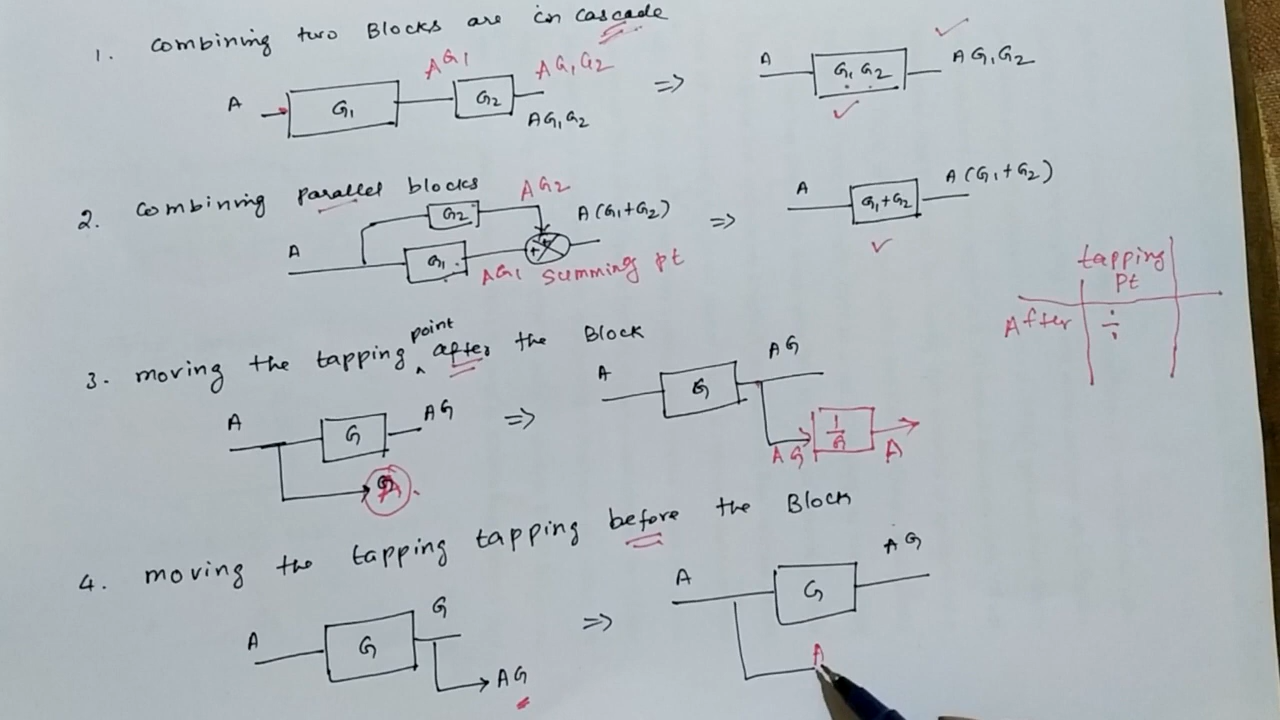 1. Combining two Blocks are in cascade
A G1 G2 AG1 AG1G2 AG1G2 => A G1G2 AG1G2
2. Combining parallel blocks
A G2 G1 AG2 AG1 + + A(G1+G2) => A G1+G2 A(G1+G2)
summing pt
tapping
pt
After ÷
3. moving the tapping point after the Block
A G AG => A G AG
A AG 1/G A
4. moving the tapping tapping before the Block
A G G => A G AG
AG A